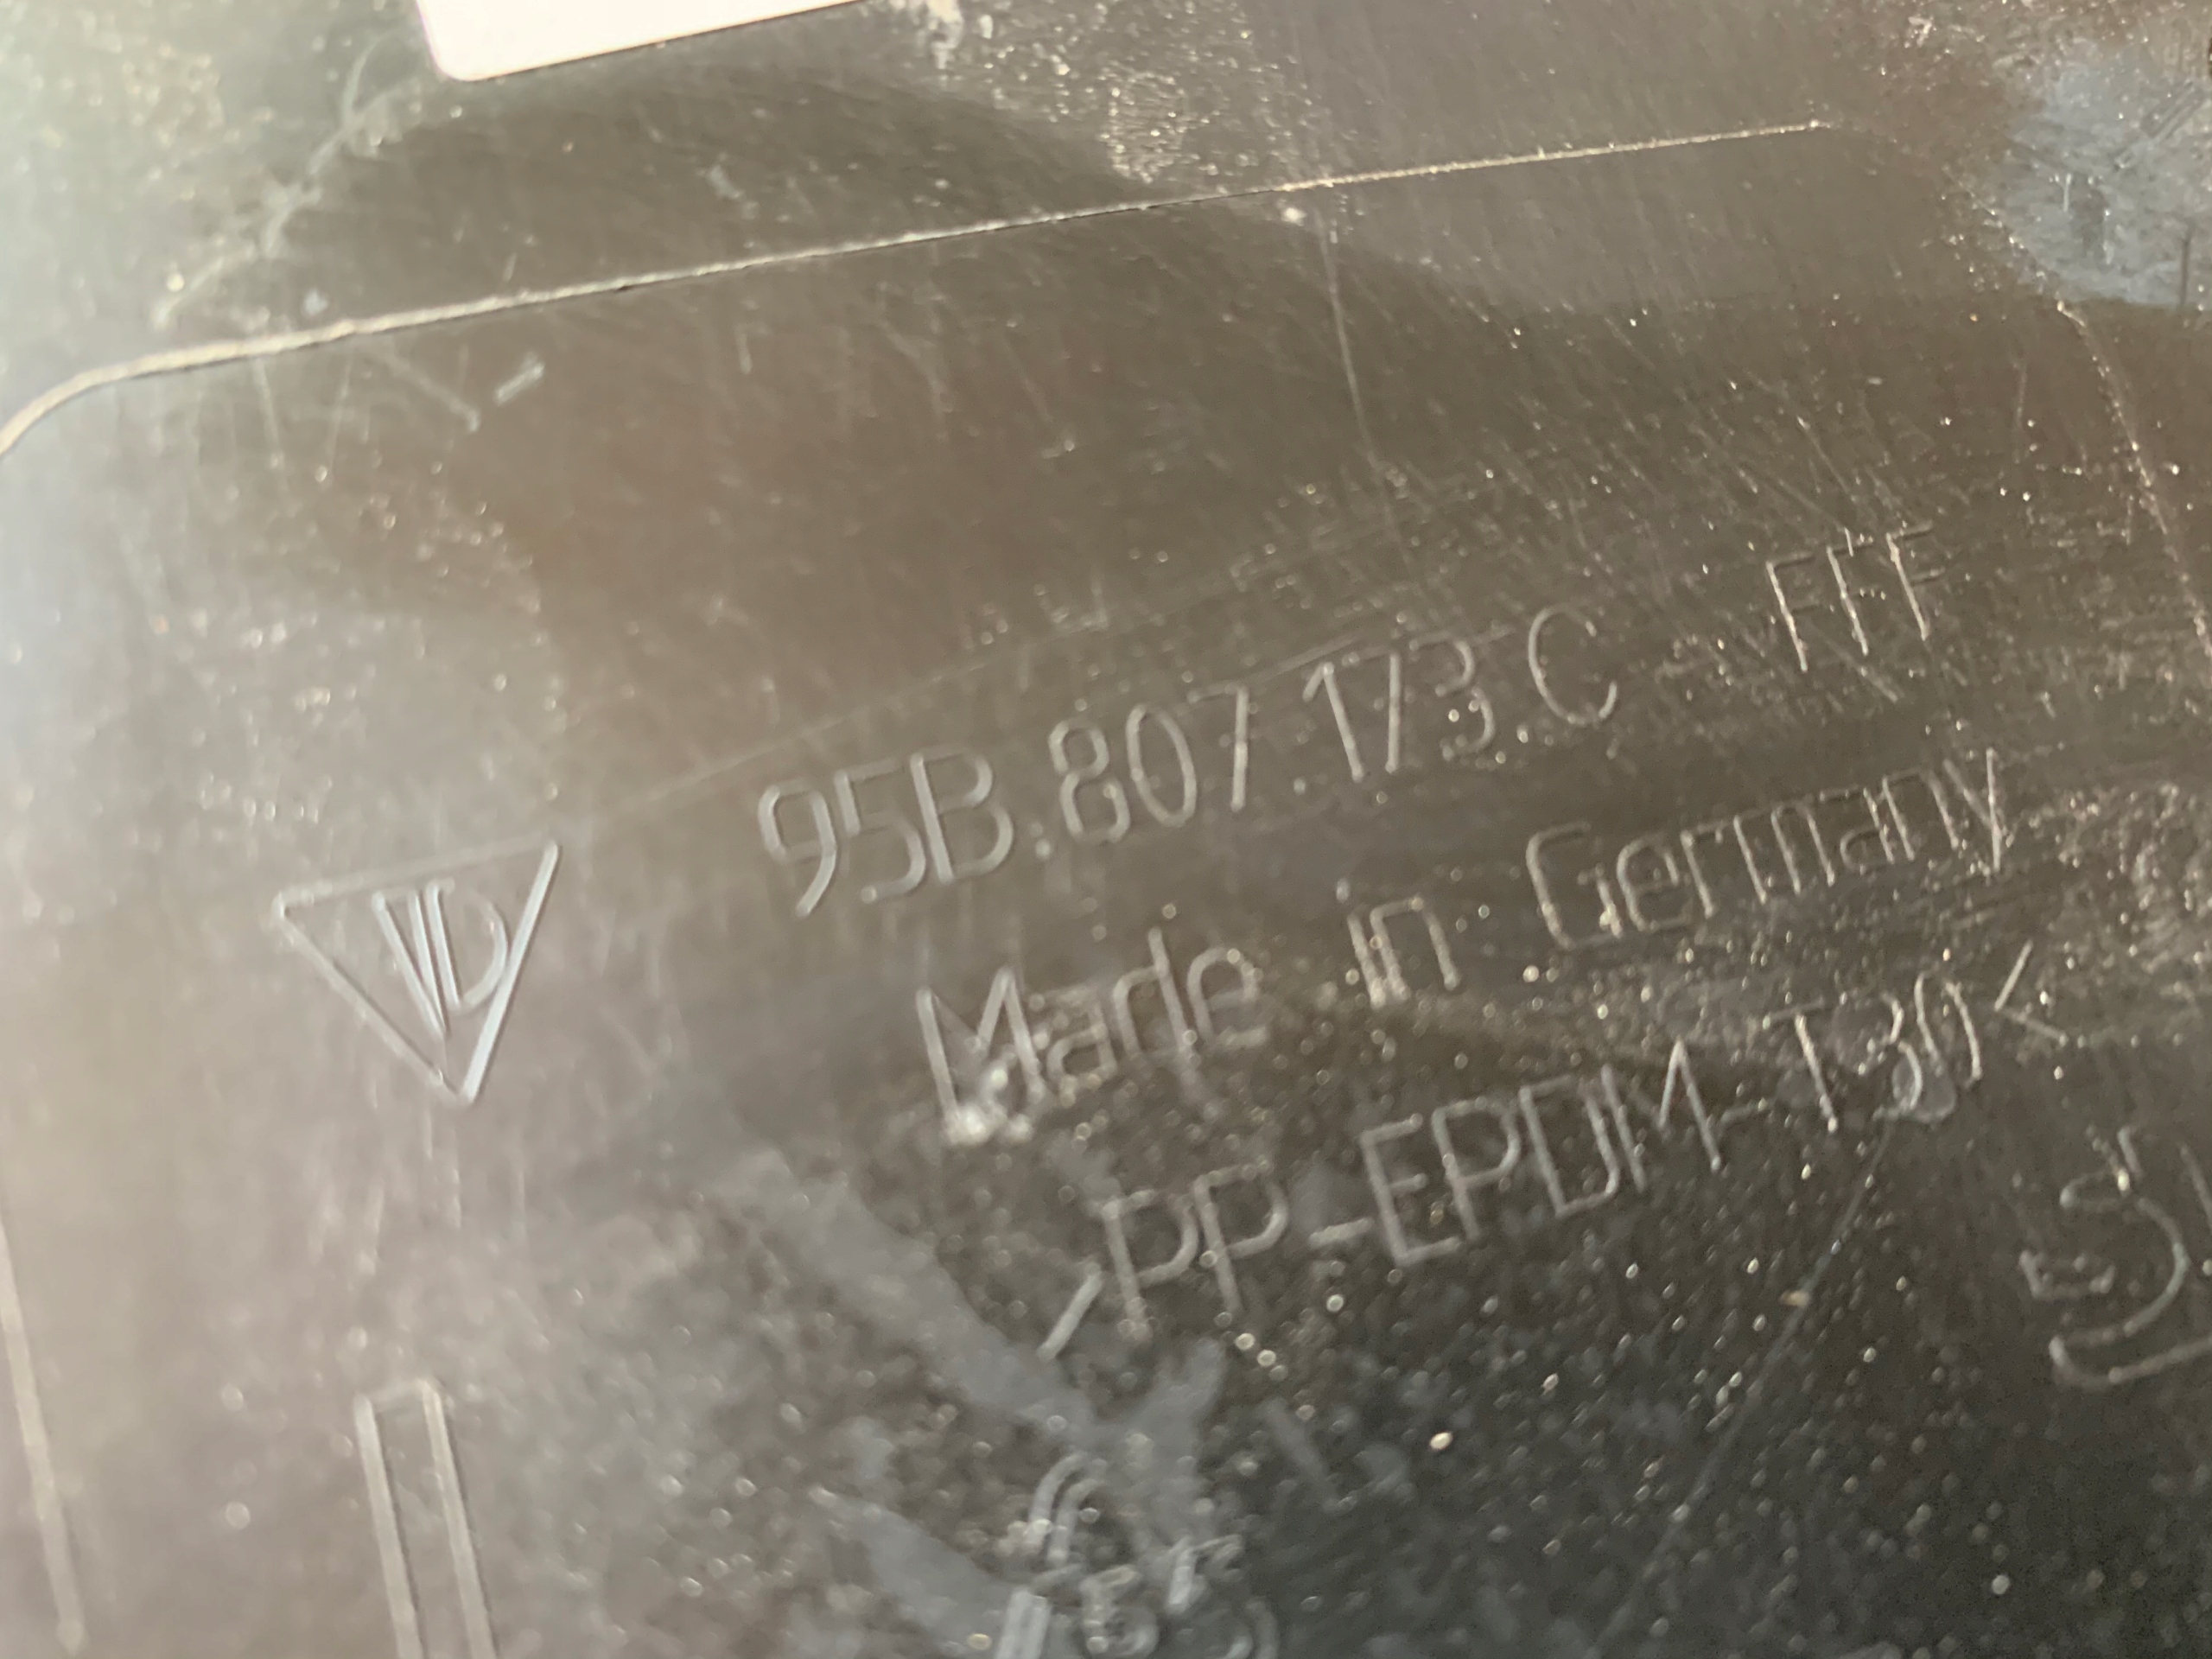 95B.807.173.C FFF
Made in Germany
>PP-EPDM-T30<